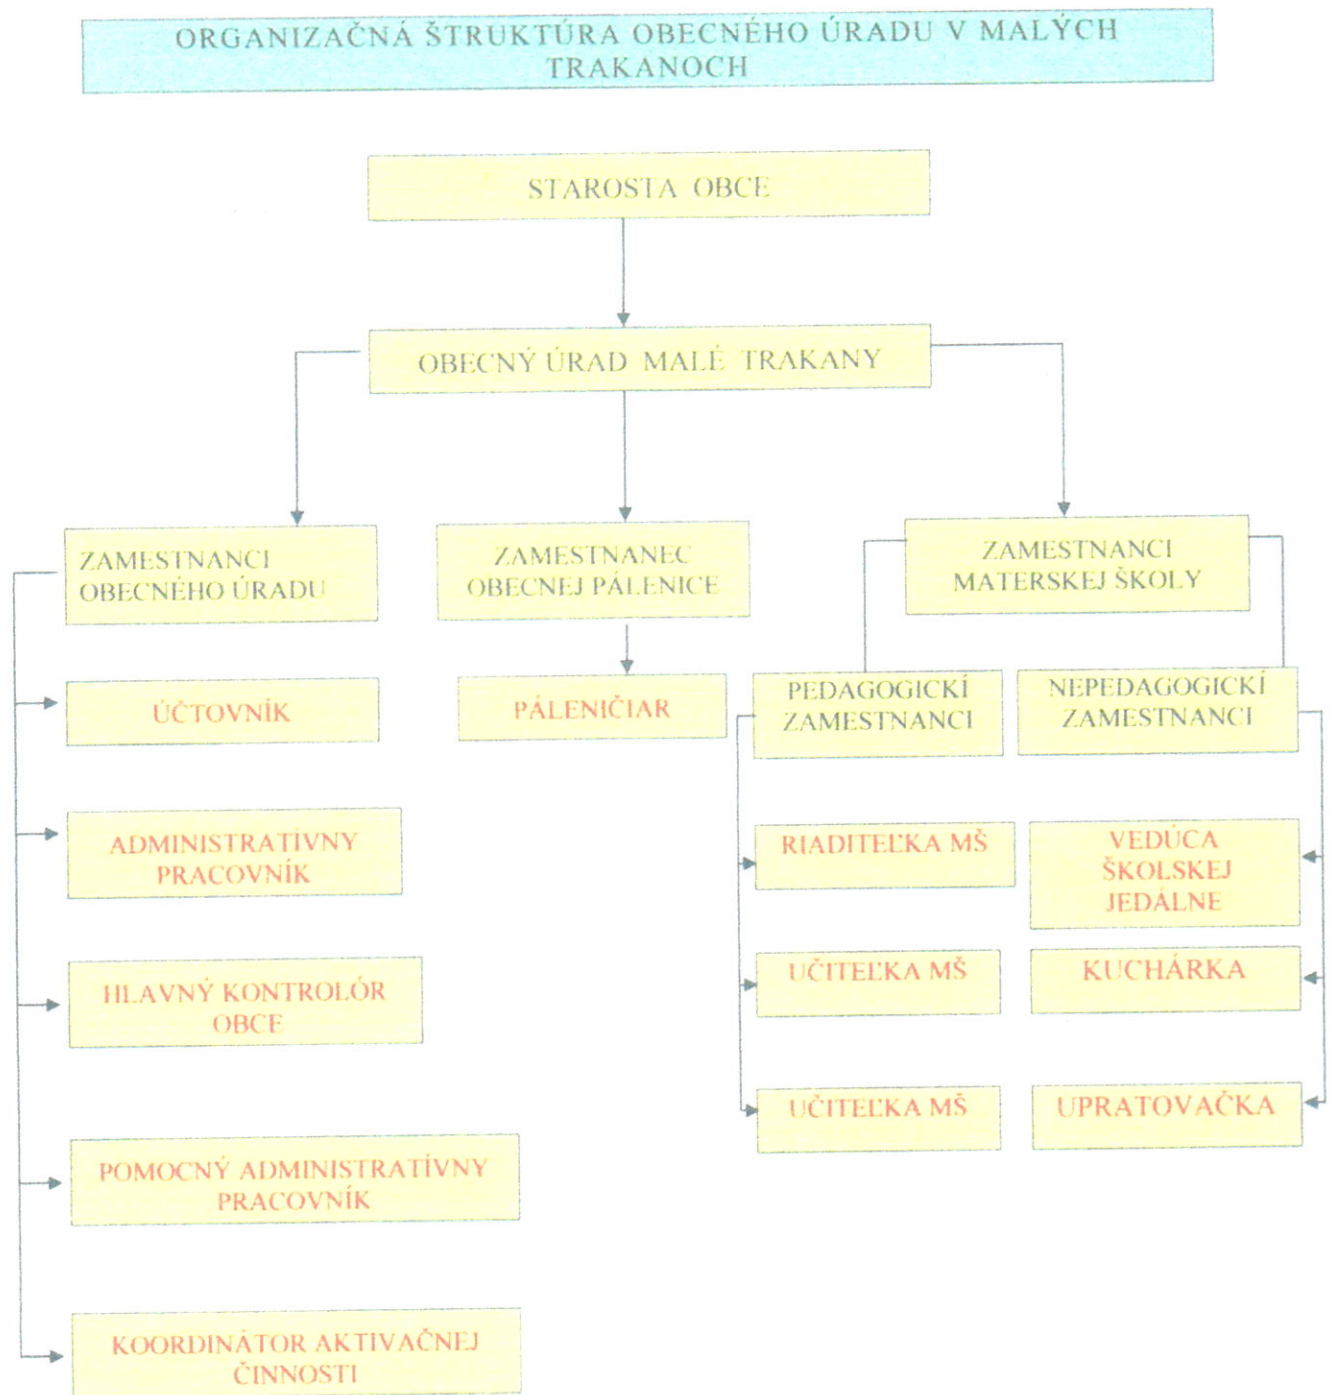 ORGANIZAČNÁ ŠTRUKTÚRA OBECNÉHO ÚRADU V MALÝCH
TRAKANOCH
STAROSTA OBCE
OBECNÝ ÚRAD MALÉ TRAKANY
ZAMESTNANCI
OBECNÉHO ÚRADU
ZAMESTNANEC
OBECNEJ PÁLENICE
ZAMESTNANCI
MATERSKEJ ŠKOLY
ÚČTOVNÍK
PÁLENIČIAR
PEDAGOGICKÍ
ZAMESTNANCI
NEPEDAGOGICKÍ
ZAMESTNANCI
ADMINISTRATÍVNY
PRACOVNÍK
RIADITEĽKA MŠ
VEDÚCA
ŠKOLSKEJ
JEDÁLNE
HLAVNÝ KONTROLÓR
OBCE
UČITEĽKA MŠ
KUCHÁRKA
UČITEĽKA MŠ
UPRATOVAČKA
POMOCNÝ ADMINISTRATÍVNY
PRACOVNÍK
KOORDINÁTOR AKTIVAČNEJ
ČINNOSTI